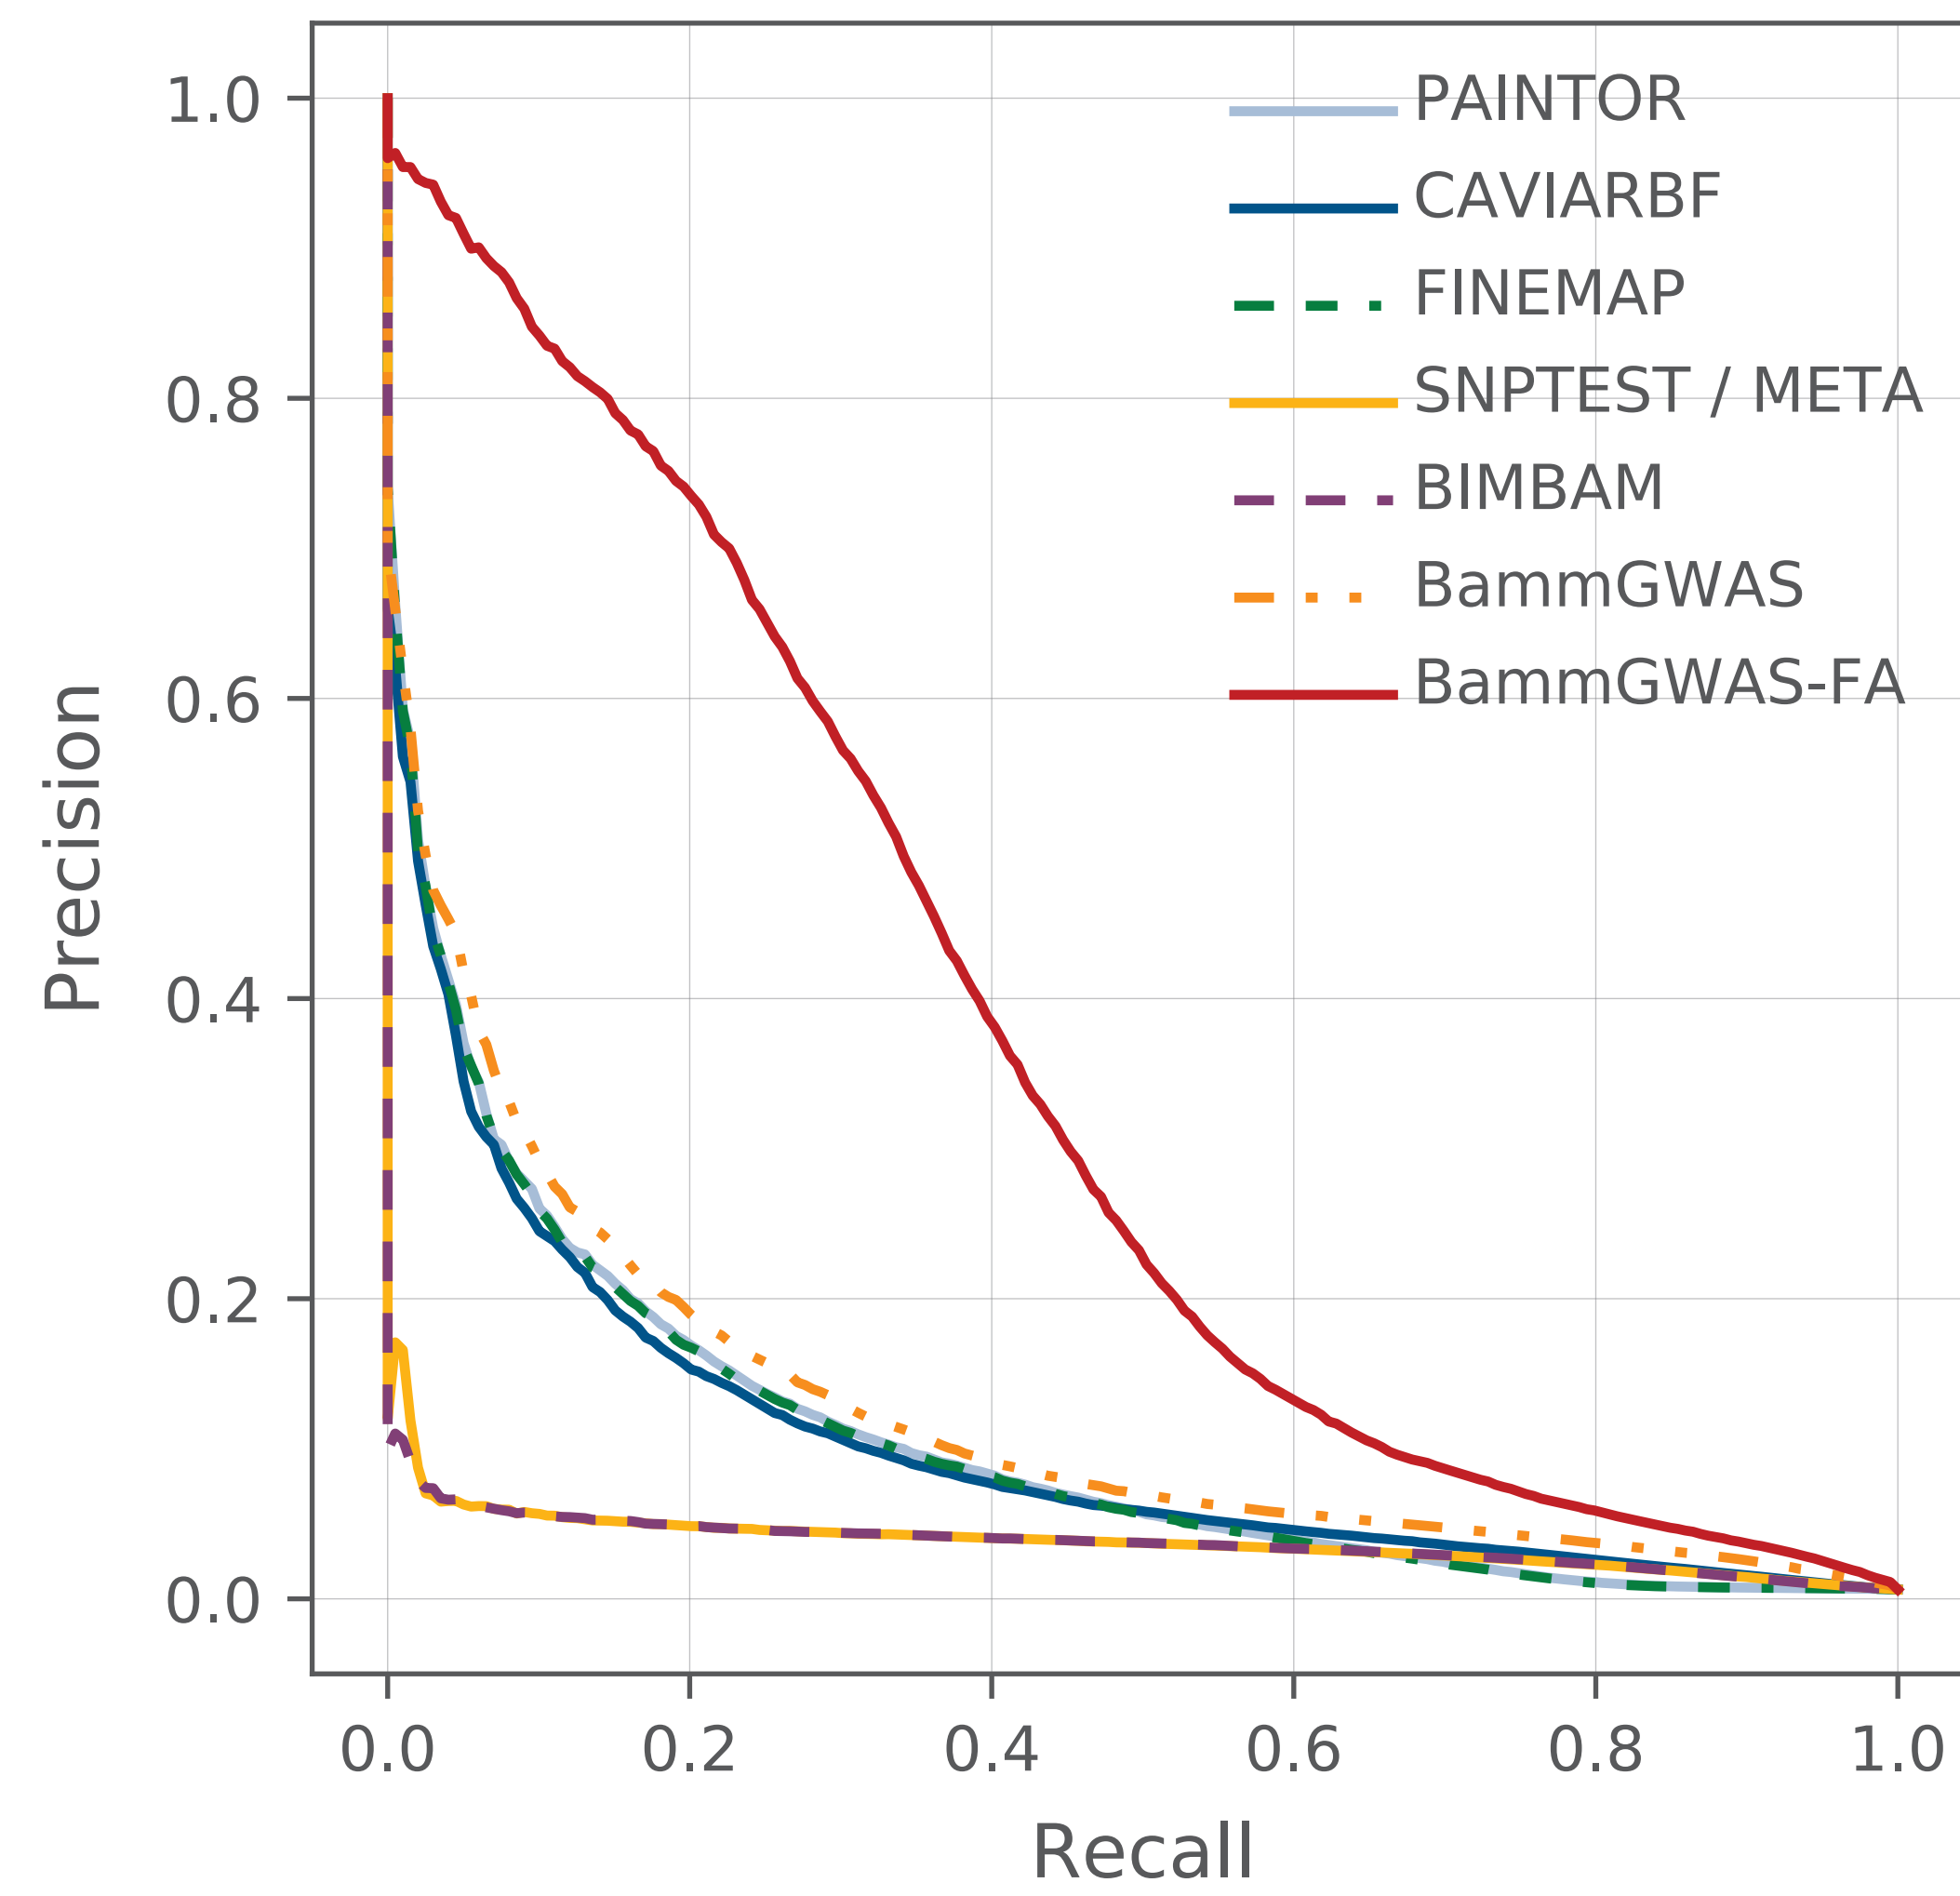 1.0
0.8
0.6
0.4
0.2
0.0
Precision
PAINTOR
CAVIARBF
FINEMAP
SNPTEST / META
BIMBAM
BammGWAS
BammGWAS-FA
0.0 0.2 0.4 0.6 0.8 1.0
Recall